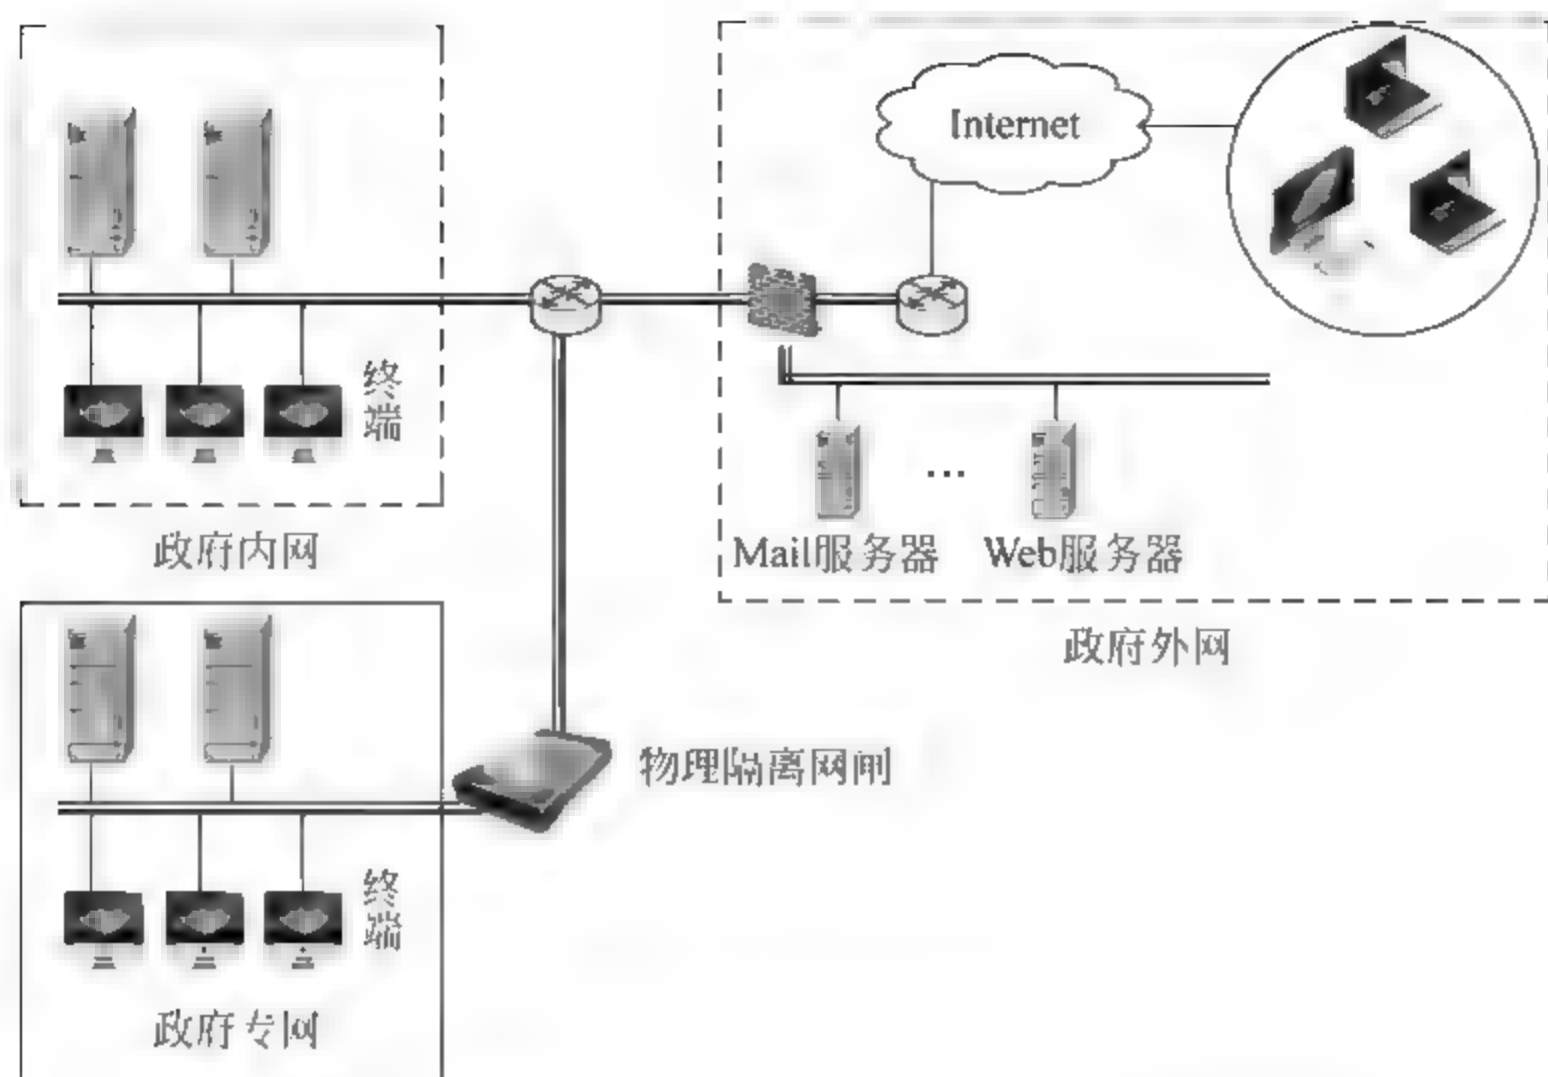 Internet
终端
政府内网
...
Mail服务器
Web服务器
政府外网
物理隔离网闸
终端
政府专网